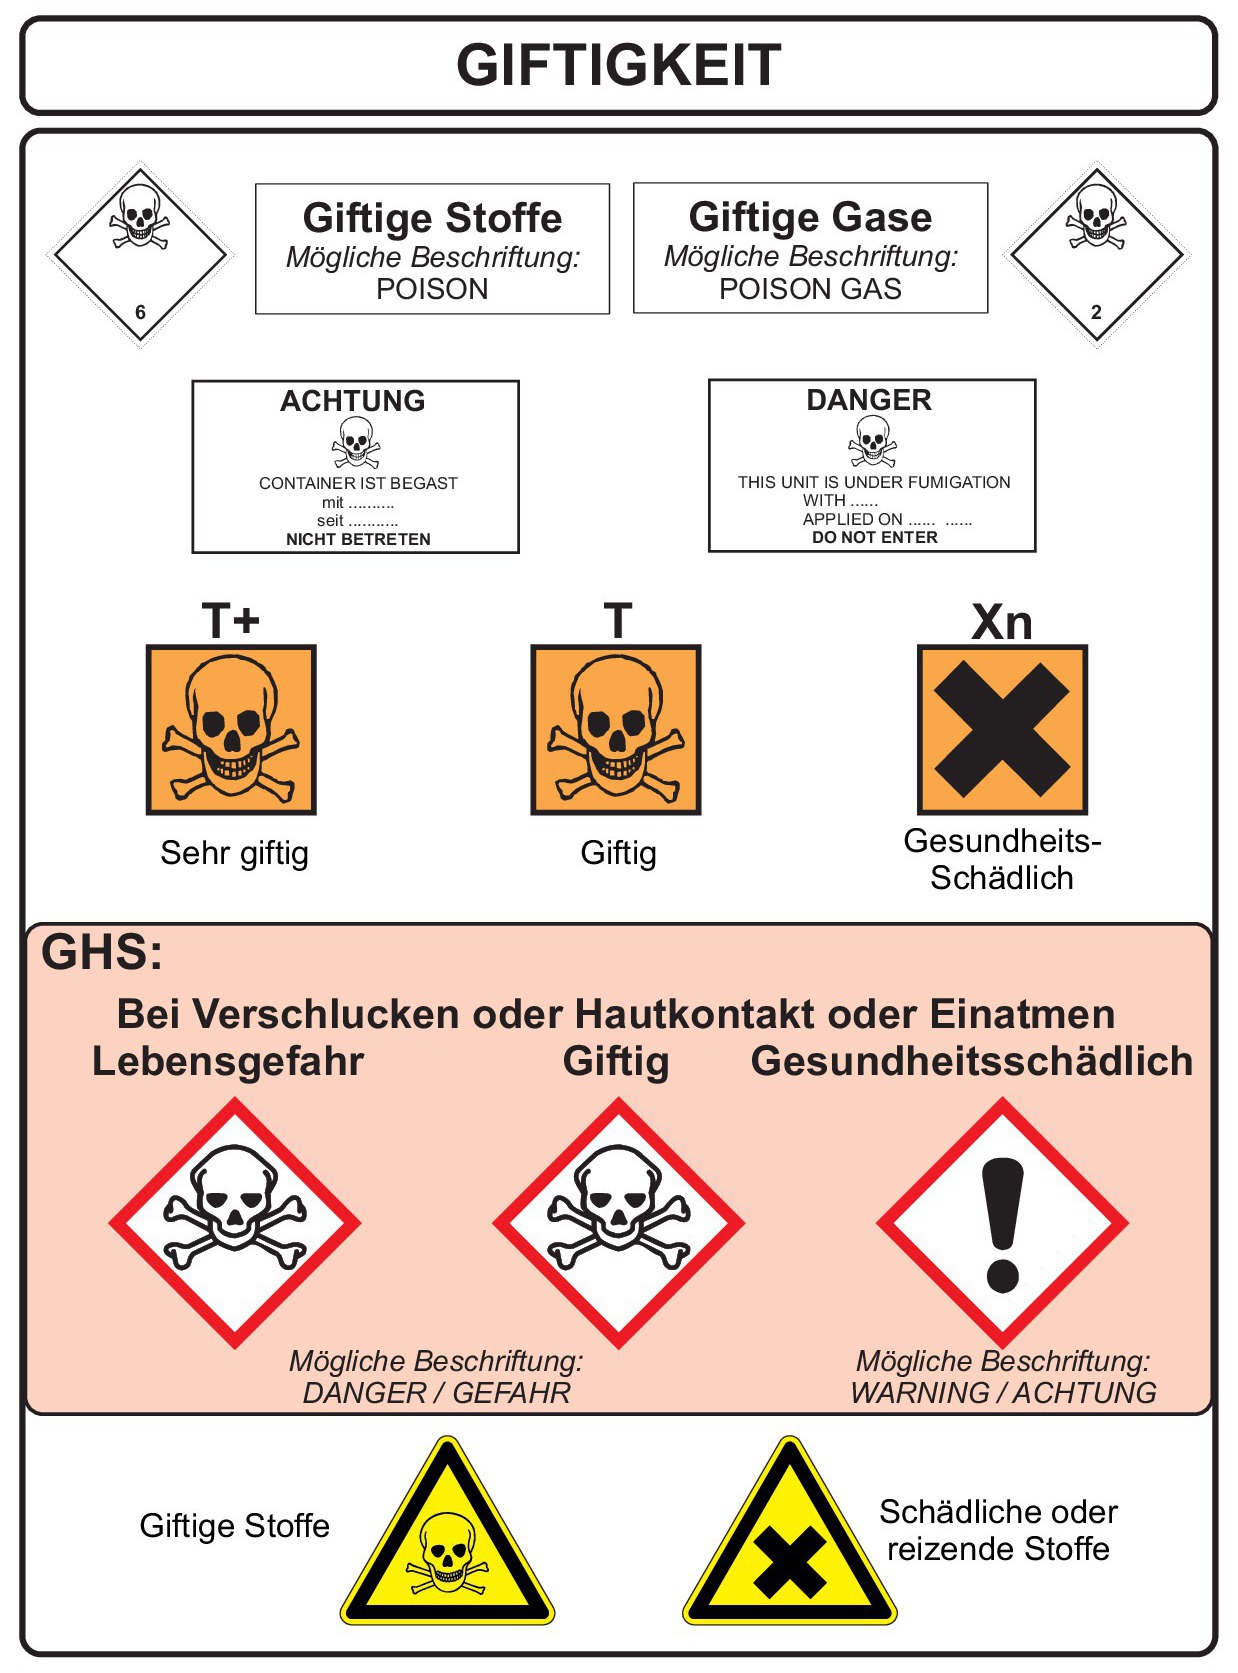 GIFTIGKEIT
6
Giftige Stoffe
Mögliche Beschriftung:
POISON
Giftige Gase
Mögliche Beschriftung:
POISON GAS
2
ACHTUNG
CONTAINER IST BEGAST
mit ..........
seit ...........
NICHT BETRETEN
DANGER
THIS UNIT IS UNDER FUMIGATION
WITH ......
APPLIED ON ...... ......
DO NOT ENTER
T+
T
Xn
Sehr giftig
Giftig
Gesundheits-
Schädlich
GHS:
Bei Verschlucken oder Hautkontakt oder Einatmen
Lebensgefahr Giftig Gesundheitsschädlich
Mögliche Beschriftung:
DANGER / GEFAHR
Mögliche Beschriftung:
WARNING / ACHTUNG
Giftige Stoffe
Schädliche oder
reizende Stoffe